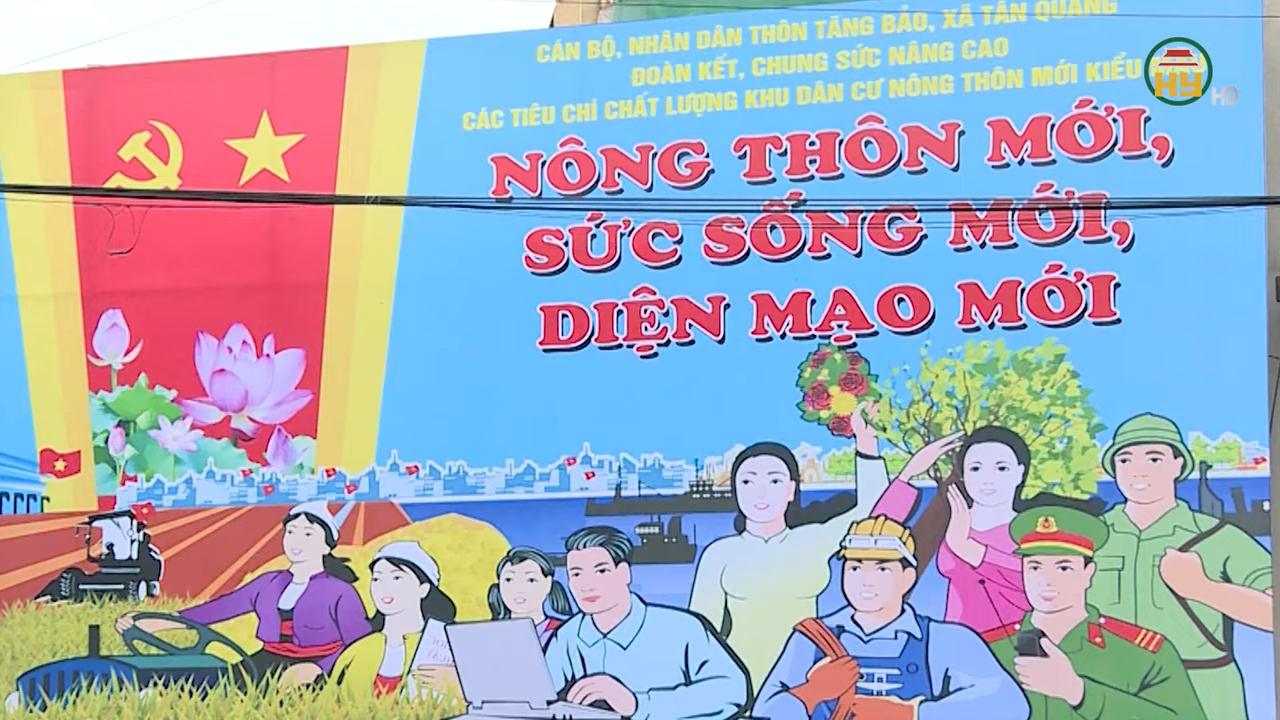 CÁN BỘ, NHÂN DÂN THÔN TĂNG BẢO, XÃ TÂN QUANG
ĐOÀN KẾT, CHUNG SỨC NÂNG CAO
CÁC TIÊU CHÍ CHẤT LƯỢNG KHU DÂN CƯ NÔNG THÔN MỚI KIỂU
HY HD
NÔNG THÔN MỚI,
SỨC SỐNG MỚI,
DIỆN MẠO MỚI